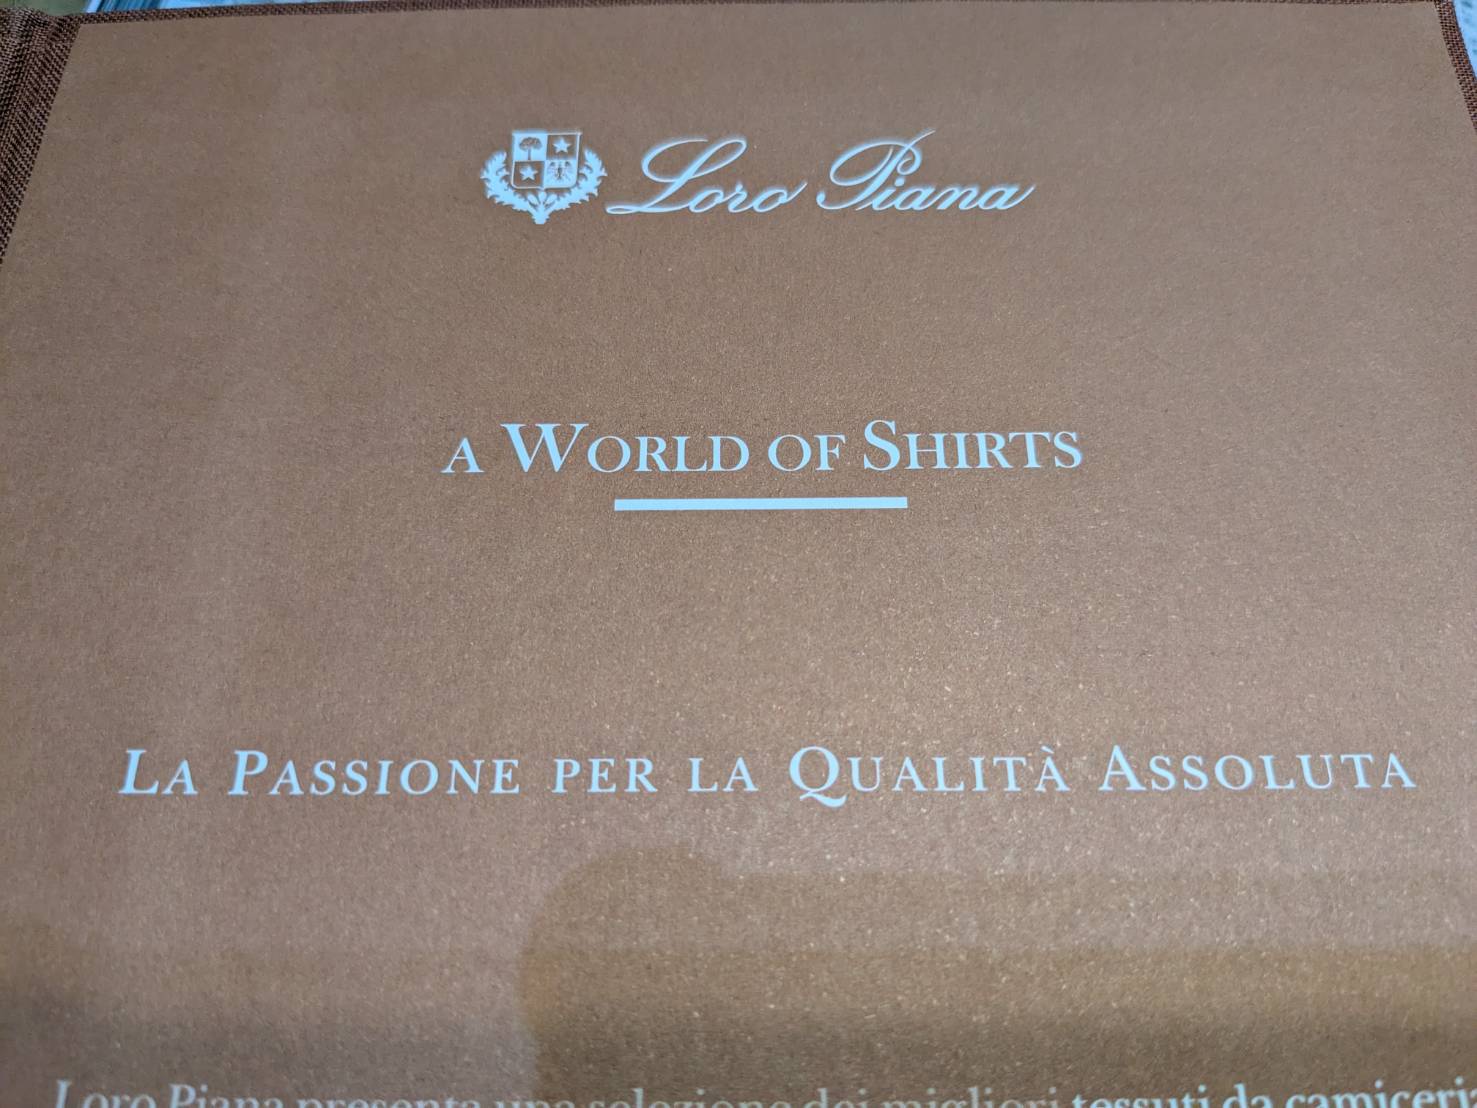 Loro Piana
A WORLD OF SHIRTS
LA PASSIONE PER LA QUALITÀ ASSOLUTA
Loro Piana presenta una selezione dei migliori tessuti da camiceria